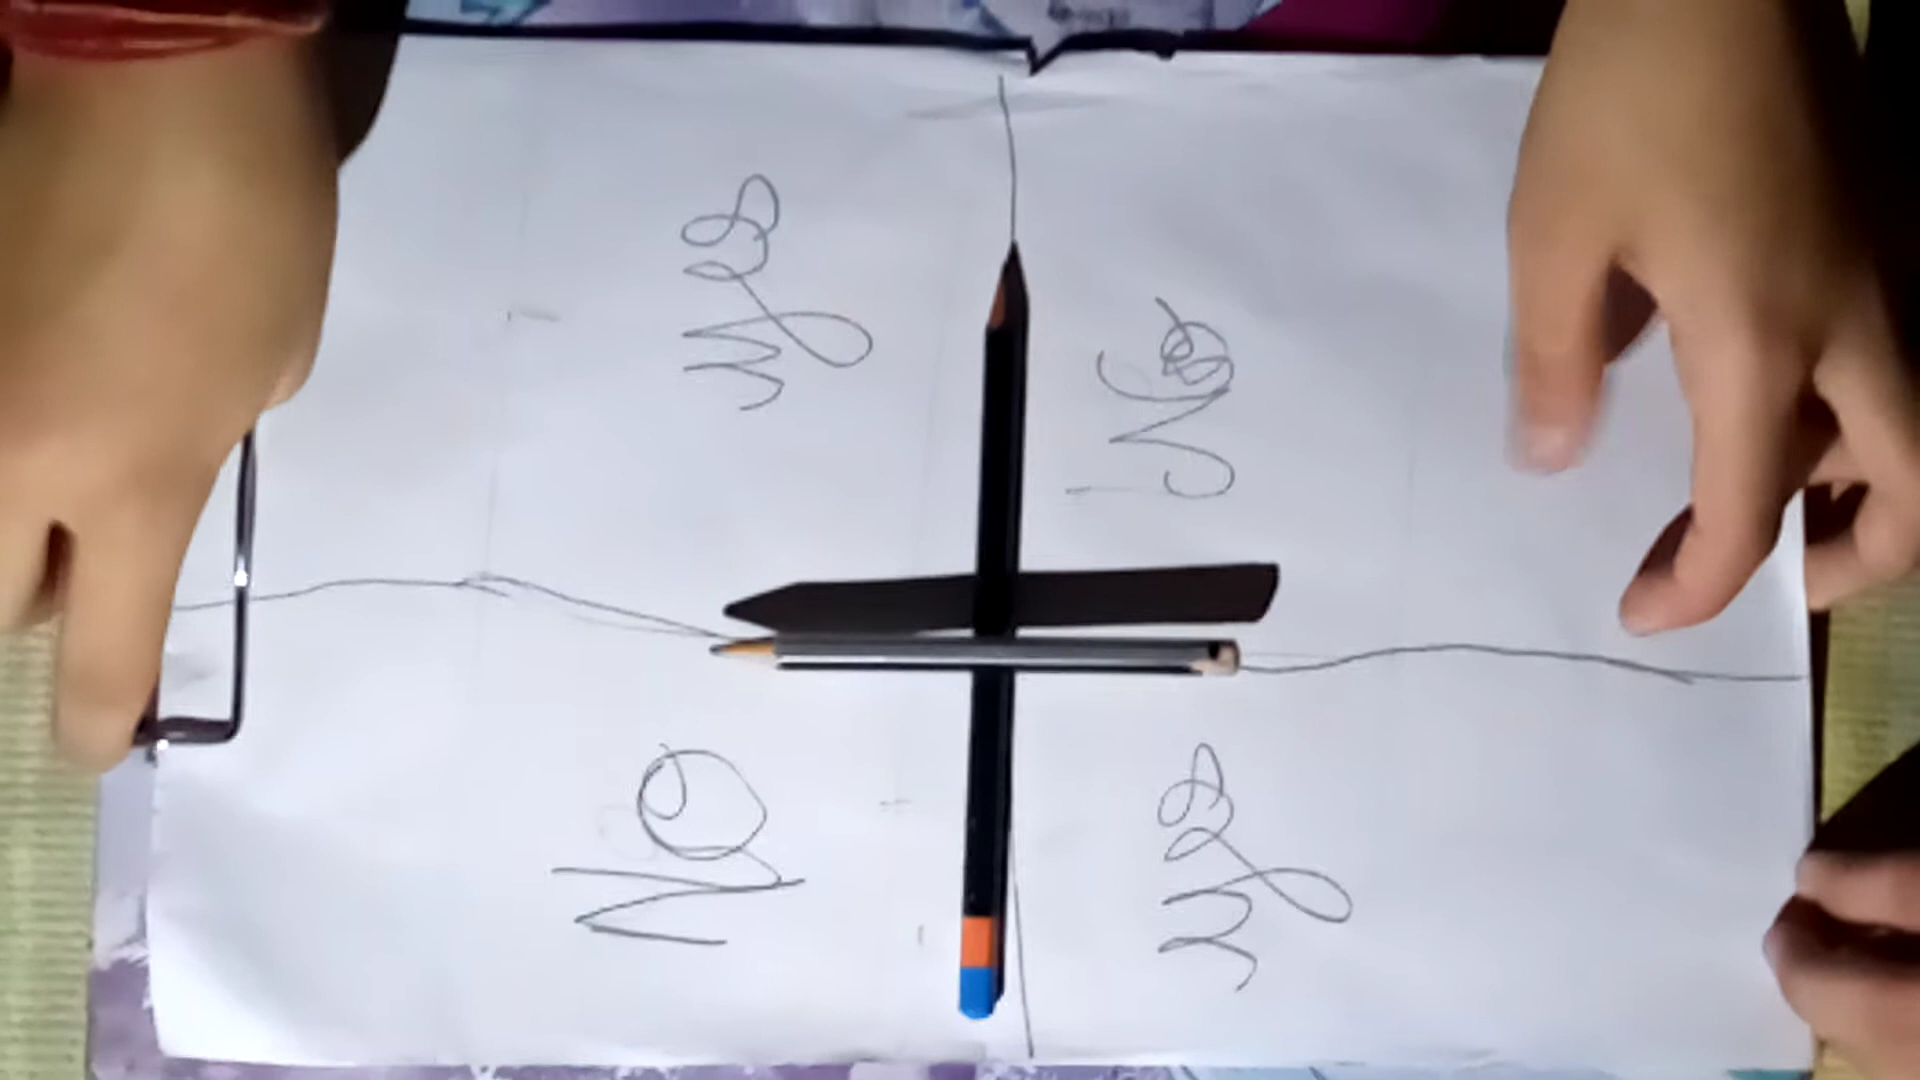 No yes
yes No